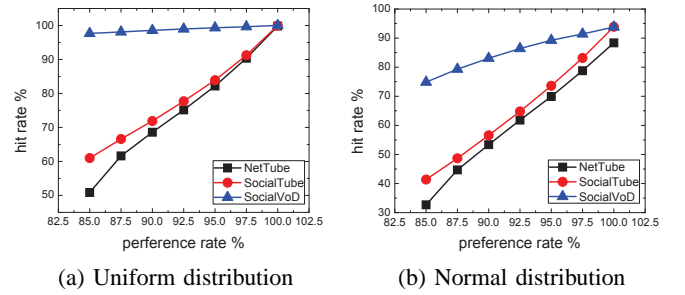 100
90
80
70
60
50
hit rate %
NetTube
SocialTube
SocialVoD
82.5 85.0 87.5 90.0 92.5 95.0 97.5 100.0 102.5
perference rate %
(a) Uniform distribution
100
90
80
70
60
50
40
30
hit rate %
NetTube
SocialTube
SocialVoD
82.5 85.0 87.5 90.0 92.5 95.0 97.5 100.0 102.5
preference rate %
(b) Normal distribution